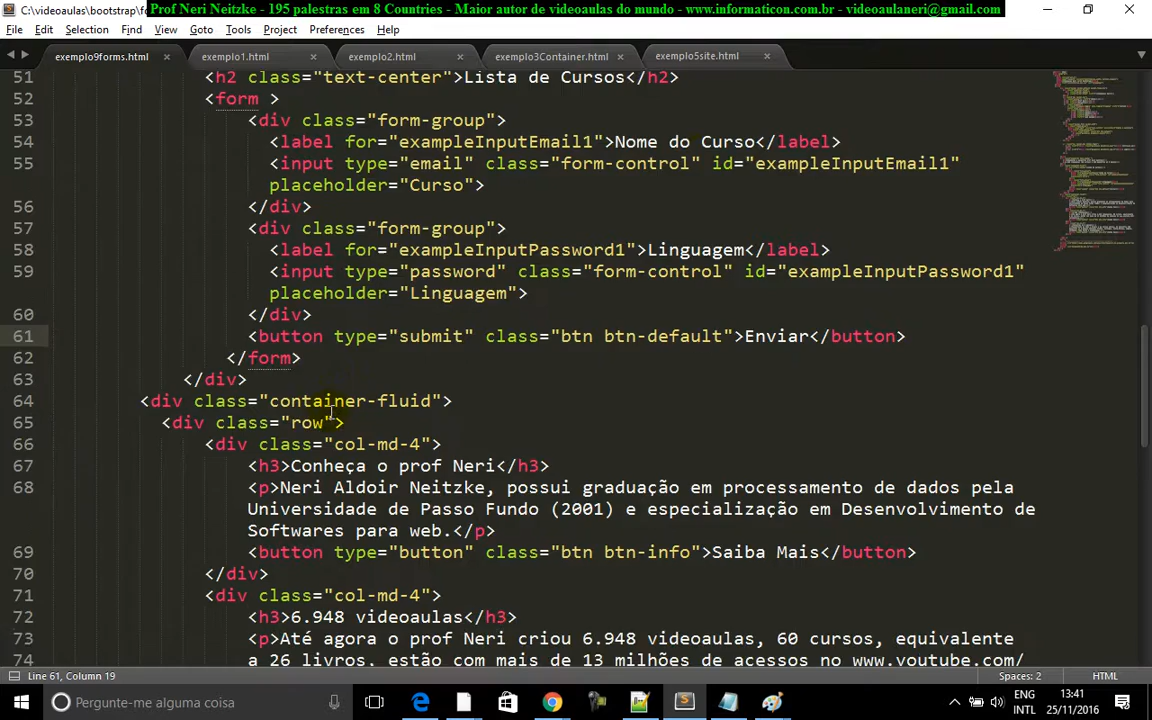 C:\videoaulas\bootstrap\fo
Prof Neri Neitzke - 195 palestras em 8 Countries - Maior autor de videoaulas do mundo - www.informaticon.com.br - videoaulaneri@gmail.com
File Edit Selection Find View Goto Tools Project Preferences Help
exemplo9forms.html × exemplo1.html × exemplo2.html × exemplo3Container.html × exemplo5site.html ×
51 <h2 class="text-center">Lista de Cursos</h2>
52 <form >
53 <div class="form-group">
54 <label for="exampleInputEmail1">Nome do Curso</label>
55 <input type="email" class="form-control" id="exampleInputEmail1"
placeholder="Curso">
56 </div>
57 <div class="form-group">
58 <label for="exampleInputPassword1">Linguagem</label>
59 <input type="password" class="form-control" id="exampleInputPassword1"
placeholder="Linguagem">
60 </div>
61 <button type="submit" class="btn btn-default">Enviar</button>
62 </form>
63 </div>
64 <div class="container-fluid">
65 <div class="row">
66 <div class="col-md-4">
67 <h3>Conheça o prof Neri</h3>
68 <p>Neri Aldoir Neitzke, possui graduação em processamento de dados pela
Universidade de Passo Fundo (2001) e especialização em Desenvolvimento de
Softwares para web.</p>
69 <button type="button" class="btn btn-info">Saiba Mais</button>
70 </div>
71 <div class="col-md-4">
72 <h3>6.948 videoaulas</h3>
73 <p>Até agora o prof Neri criou 6.948 videoaulas, 60 cursos, equivalente
74 a 26 livros, estão com mais de 13 milhões de acessos no www.youtube.com/
Line 61, Column 19 Spaces: 2 HTML
Pergunte-me alguma coisa
ENG 13:41
INTL 25/11/2016